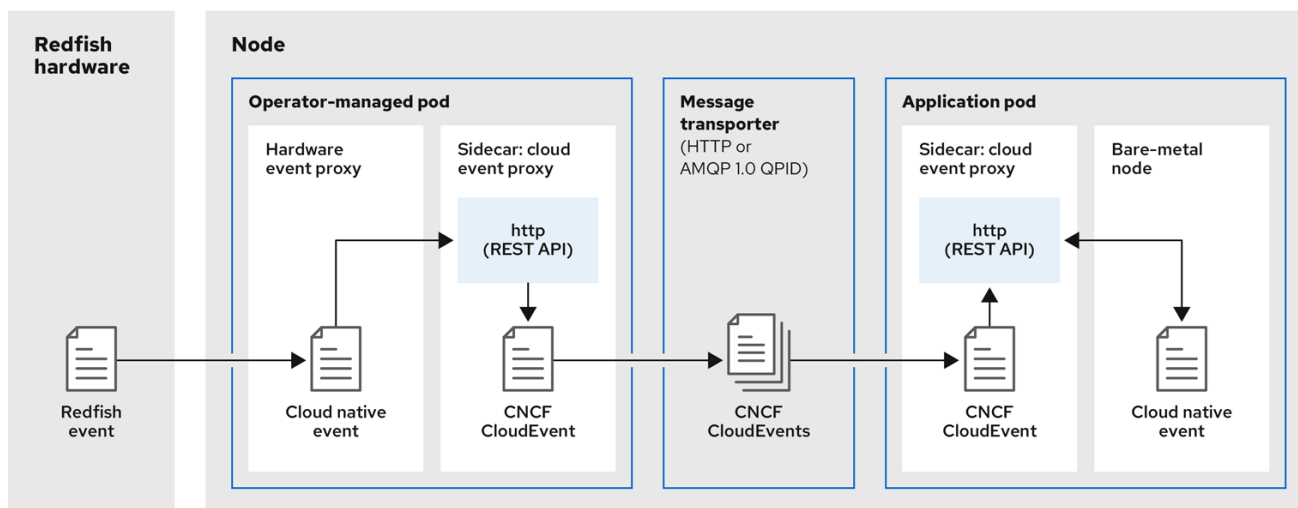 Redfish
hardware
Node
Operator-managed pod
Hardware
event proxy
Sidecar: cloud
event proxy
http
(REST API)
Message
transporter
(HTTP or
AMQP 1.0 QPID)
Application pod
Sidecar: cloud
event proxy
http
(REST API)
Bare-metal
node
Redfish
event
Cloud native
event
CNCF
CloudEvent
CNCF
CloudEvents
CNCF
CloudEvent
Cloud native
event